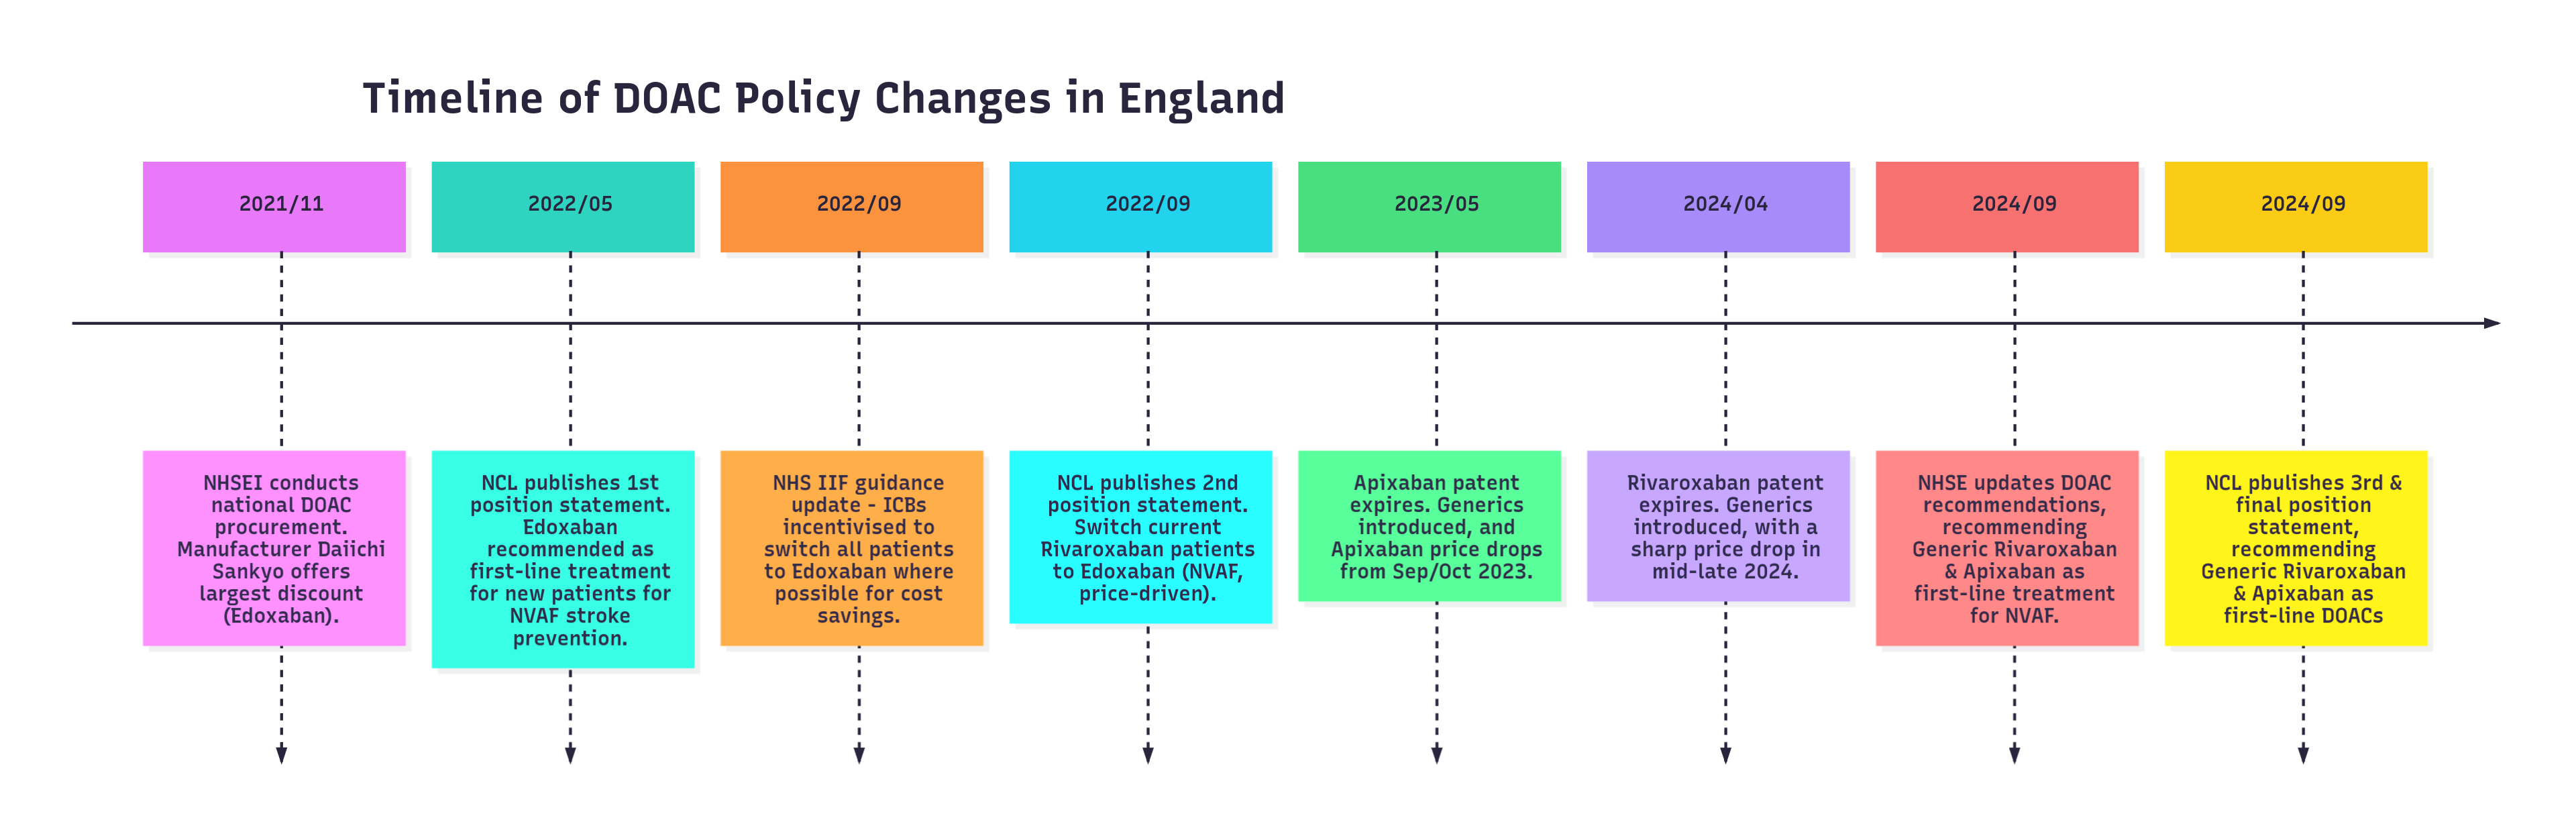 Timeline of DOAC Policy Changes in England
2021/11
2022/05
2022/09
2022/09
2023/05
2024/04
2024/09
2024/09
NHSEI conducts
national DOAC
procurement.
Manufacturer Daiichi
Sankyo offers
largest discount
(Edoxaban).
NCL publishes 1st
position statement.
Edoxaban
recommended as
first-line treatment
for new patients for
NVAF stroke
prevention.
NHS IIF guidance
update - ICBs
incentivised to
switch all patients
to Edoxaban where
possible for cost
savings.
NCL publishes 2nd
position statement.
Switch current
Rivaroxaban patients
to Edoxaban (NVAF,
price-driven).
Apixaban patent
expires. Generics
introduced, and
Apixaban price drops
from Sep/Oct 2023.
Rivaroxaban patent
expires. Generics
introduced, with a
sharp price drop in
mid-late 2024.
NHSE updates DOAC
recommendations,
recommending
Generic Rivaroxaban
& Apixaban as
first-line treatment
for NVAF.
NCL pbulishes 3rd &
final position
statement,
recommending
Generic Rivaroxaban
& Apixaban as
first-line DOACs